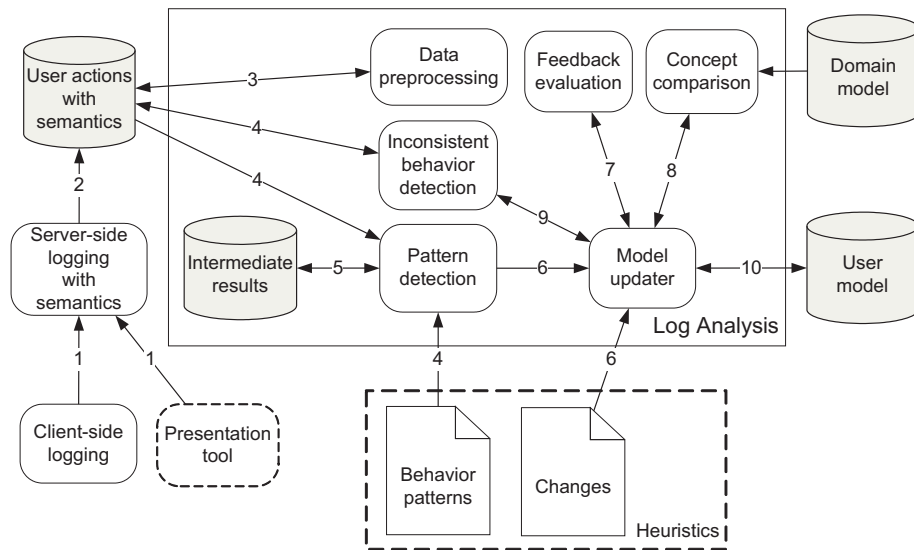 User actions
with
semantics
Data
preprocessing
Feedback
evaluation
Concept
comparison
Domain
model
3
4
Inconsistent
behavior
detection
4
7
8
2
9
Server-side
logging
with
semantics
Intermediate
results
5
Pattern
detection
6
Model
updater
10
User
model
Log Analysis
1
1
4
6
Client-side
logging
Presentation
tool
Behavior
patterns
Changes
Heuristics